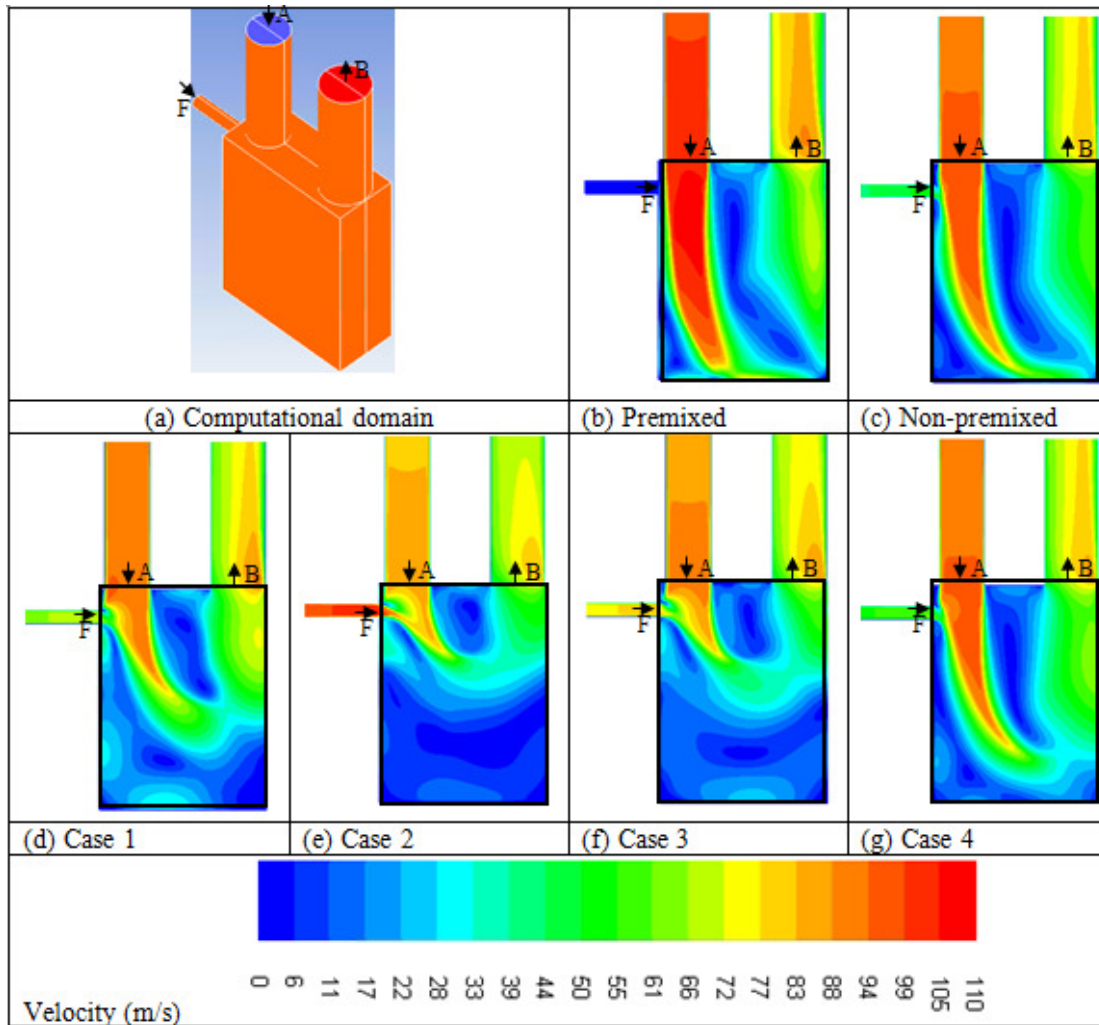 A
B
F
A
B
F
A
B
F
(a) Computational domain
(b) Premixed
(c) Non-premixed
A
B
F
A
B
F
A
B
F
A
B
F
(d) Case 1
(e) Case 2
(f) Case 3
(g) Case 4
0 6 11 17 22 28 33 39 44 50 55 61 66 72 77 83 88 94 99 105 110
Velocity (m/s)